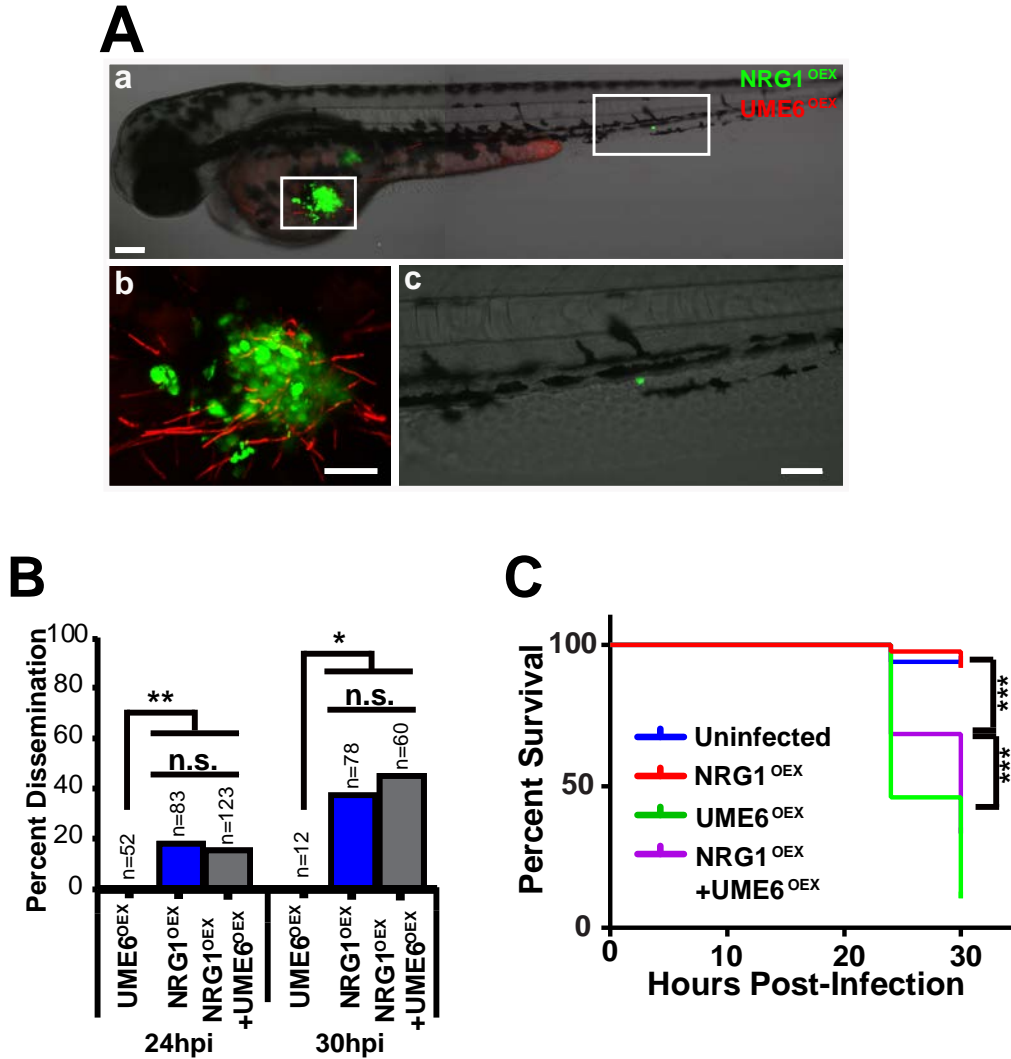 A
a
NRG1OEX
UME6OEX
b
c
B
Percent Dissemination
100
80
60
40
20
0
**
n.s.
n=52
n=83
n=123
*
n.s.
n=12
n=78
n=60
UME6OEX
NRG1OEX
NRG1OEX
+UME6OEX
UME6OEX
NRG1OEX
NRG1OEX
+UME6OEX
24hpi
30hpi
C
Percent Survival
100
50
0
Uninfected
NRG1OEX
UME6OEX
NRG1OEX
+UME6OEX
***
***
0
10
20
30
Hours Post-Infection